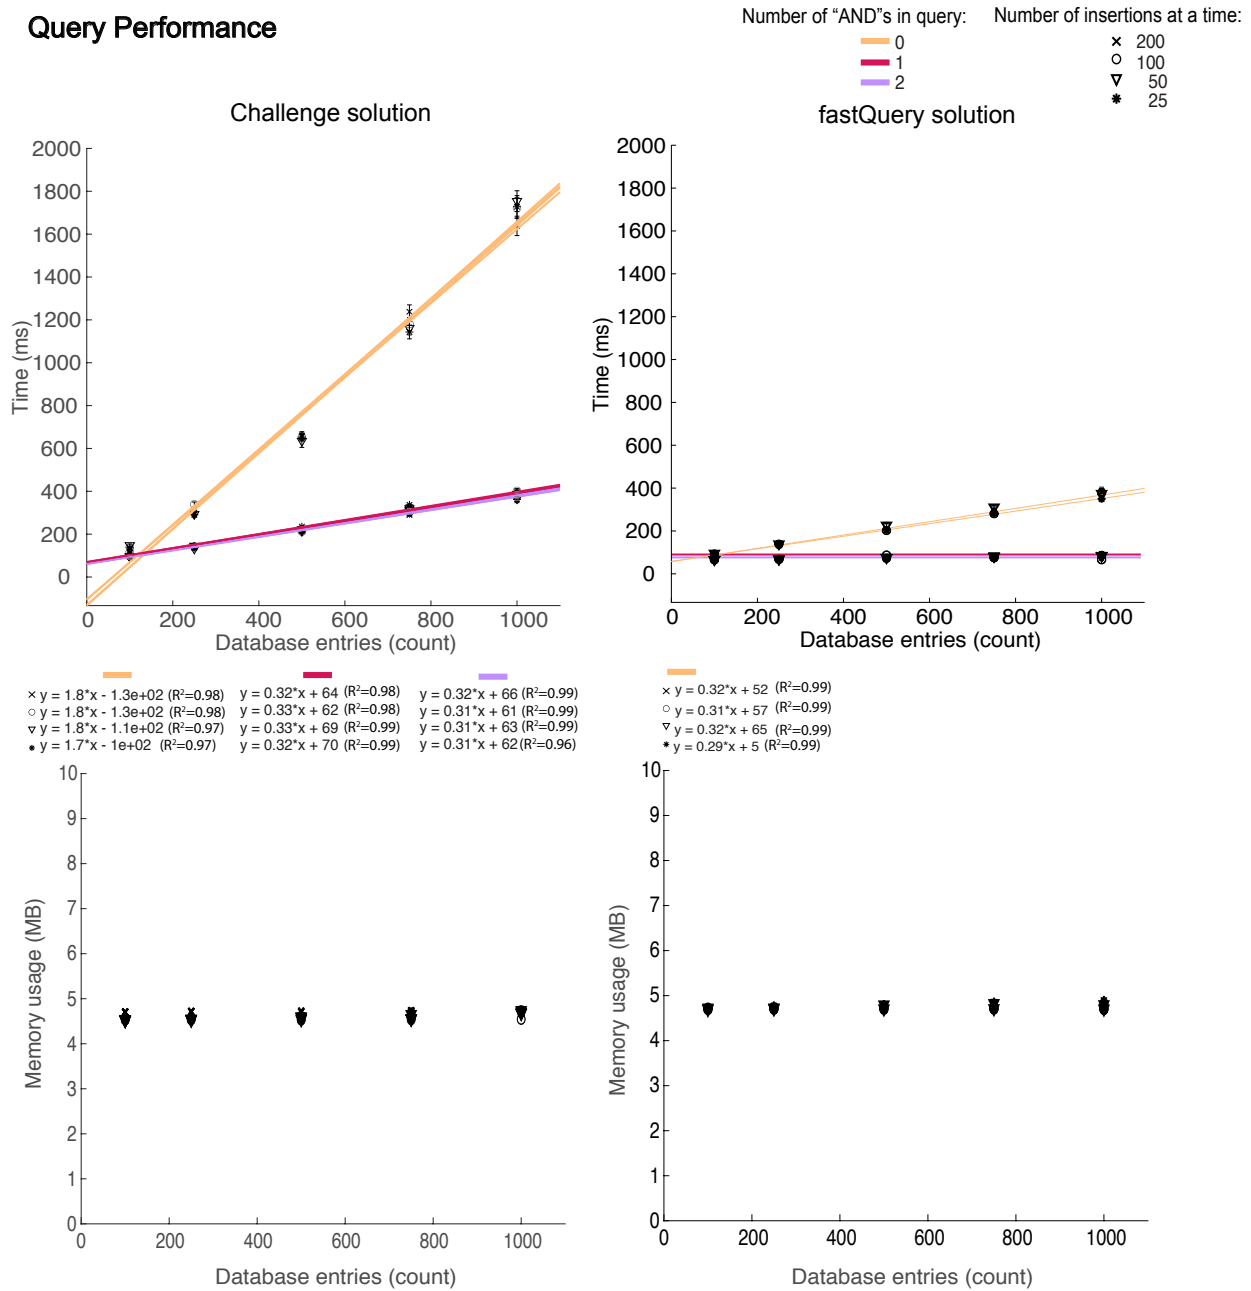 Query Performance
Number of “AND”s in query:
0
1
2
Number of insertions at a time:
200
100
50
25
Challenge solution
2000
1800
1600
1400
1200
1000
800
600
400
200
0
Time (ms)
0 200 400 600 800 1000
Database entries (count)
fastQuery solution
2000
1800
1600
1400
1200
1000
800
600
400
200
0
Time (ms)
0 200 400 600 800 1000
Database entries (count)
y = 1.8*x - 1.3e+02 (R²=0.98)
y = 1.8*x - 1.3e+02 (R²=0.98)
y = 1.8*x - 1.1e+02 (R²=0.97)
y = 1.7*x - 1e+02 (R²=0.97)
y = 0.32*x + 64 (R²=0.98)
y = 0.33*x + 62 (R²=0.98)
y = 0.33*x + 69 (R²=0.99)
y = 0.32*x + 70 (R²=0.99)
y = 0.32*x + 66 (R²=0.99)
y = 0.31*x + 61 (R²=0.99)
y = 0.31*x + 63 (R²=0.99)
y = 0.31*x + 62 (R²=0.96)
y = 0.32*x + 52 (R²=0.99)
y = 0.31*x + 57 (R²=0.99)
y = 0.32*x + 65 (R²=0.99)
y = 0.29*x + 5 (R²=0.99)
10
9
8
7
6
5
4
3
2
1
0
Memory usage (MB)
0 200 400 600 800 1000
Database entries (count)
10
9
8
7
6
5
4
3
2
1
0
Memory usage (MB)
0 200 400 600 800 1000
Database entries (count)